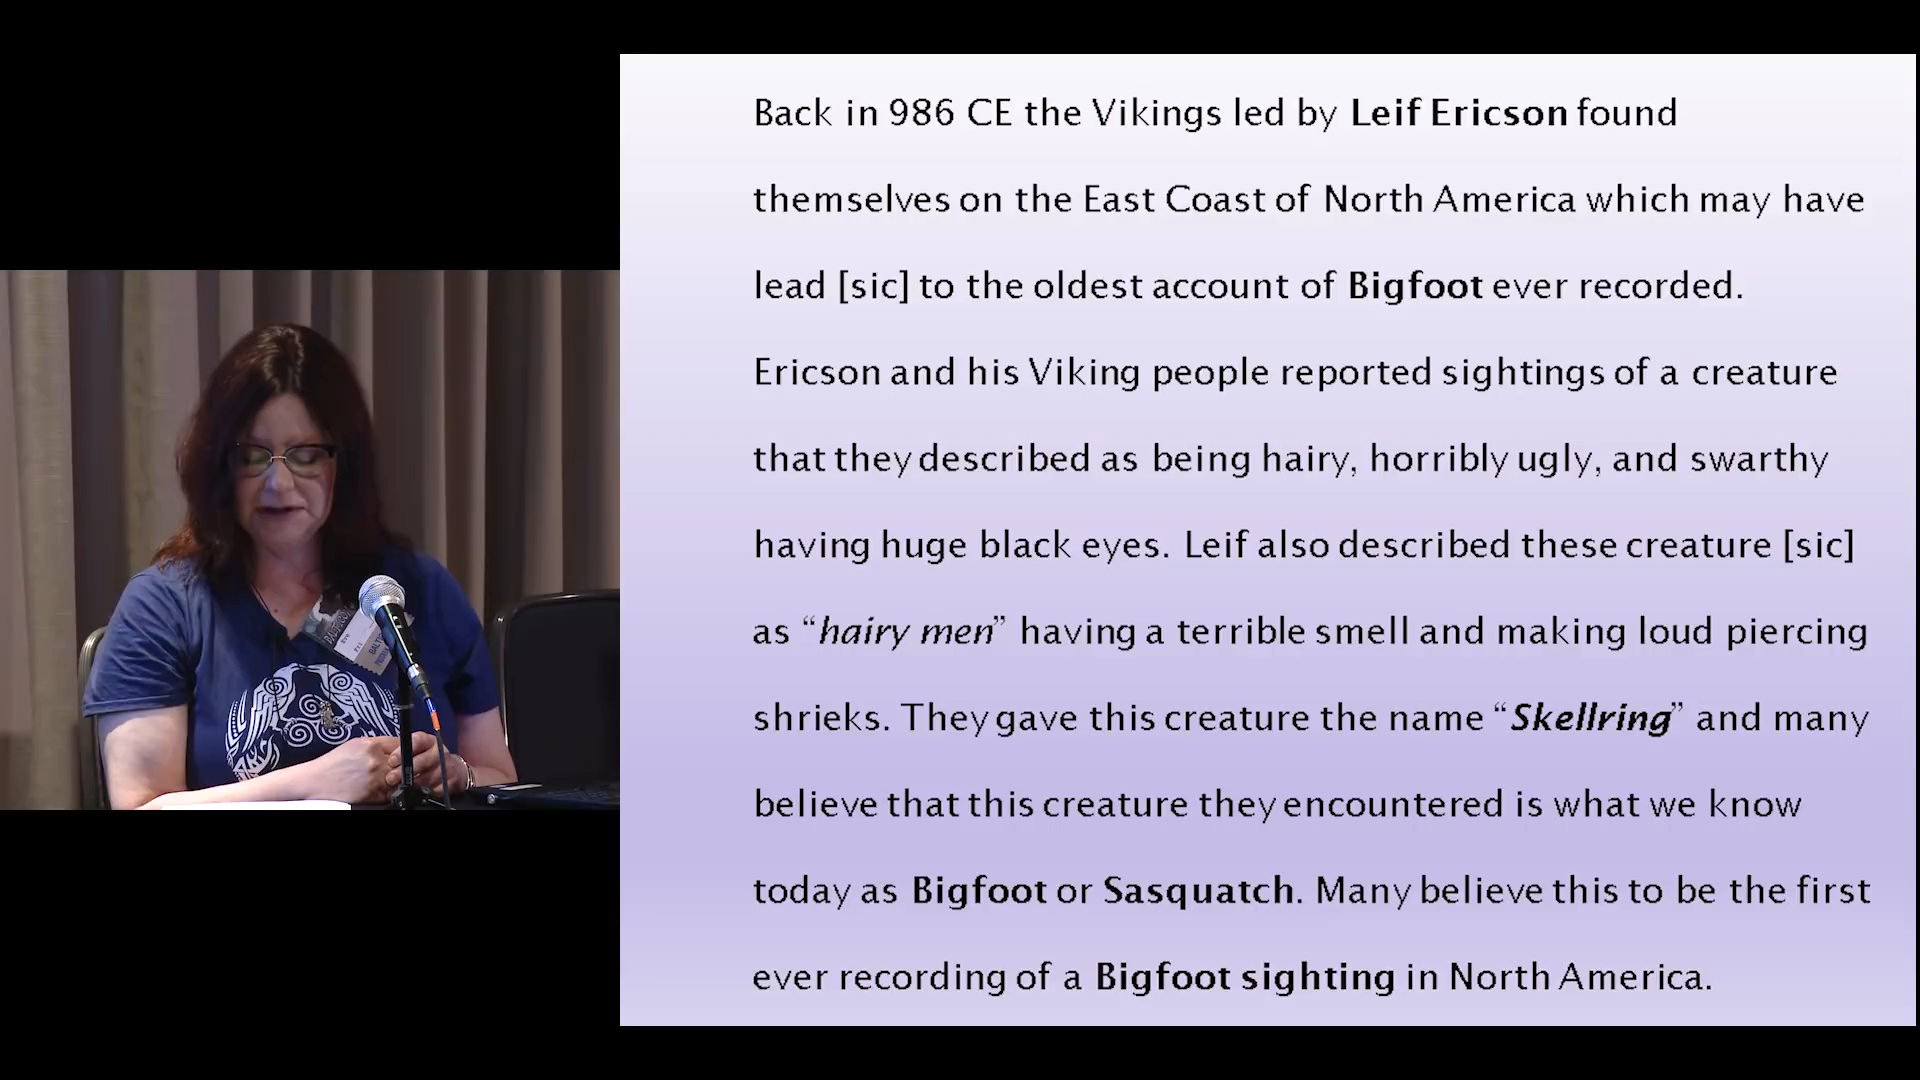 Back in 986 CE the Vikings led by Leif Ericson found
themselves on the East Coast of North America which may have
lead [sic] to the oldest account of Bigfoot ever recorded.
Ericson and his Viking people reported sightings of a creature
that they described as being hairy, horribly ugly, and swarthy
having huge black eyes. Leif also described these creature [sic]
as “hairy men” having a terrible smell and making loud piercing
shrieks. They gave this creature the name “Skellring” and many
believe that this creature they encountered is what we know
today as Bigfoot or Sasquatch. Many believe this to be the first
ever recording of a Bigfoot sighting in North America.